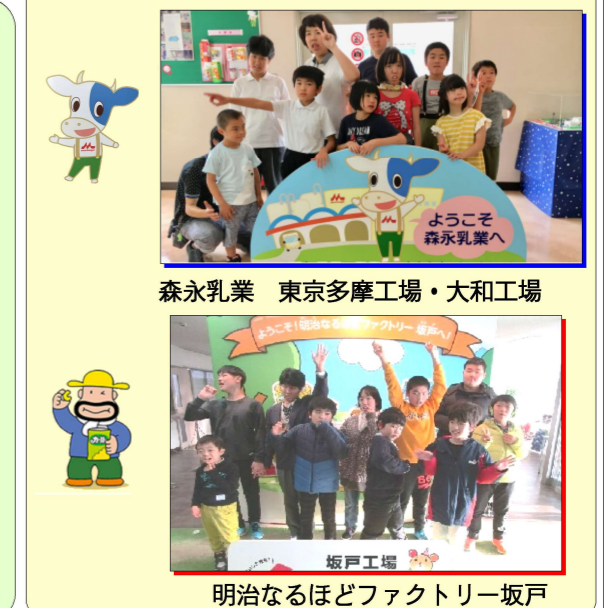 ようこそ
森永乳業へ
森永乳業　東京多摩工場・大和工場
ようこそ！明治なるほどファクトリー坂戸へ！
坂戸工場
明治なるほどファクトリー坂戸